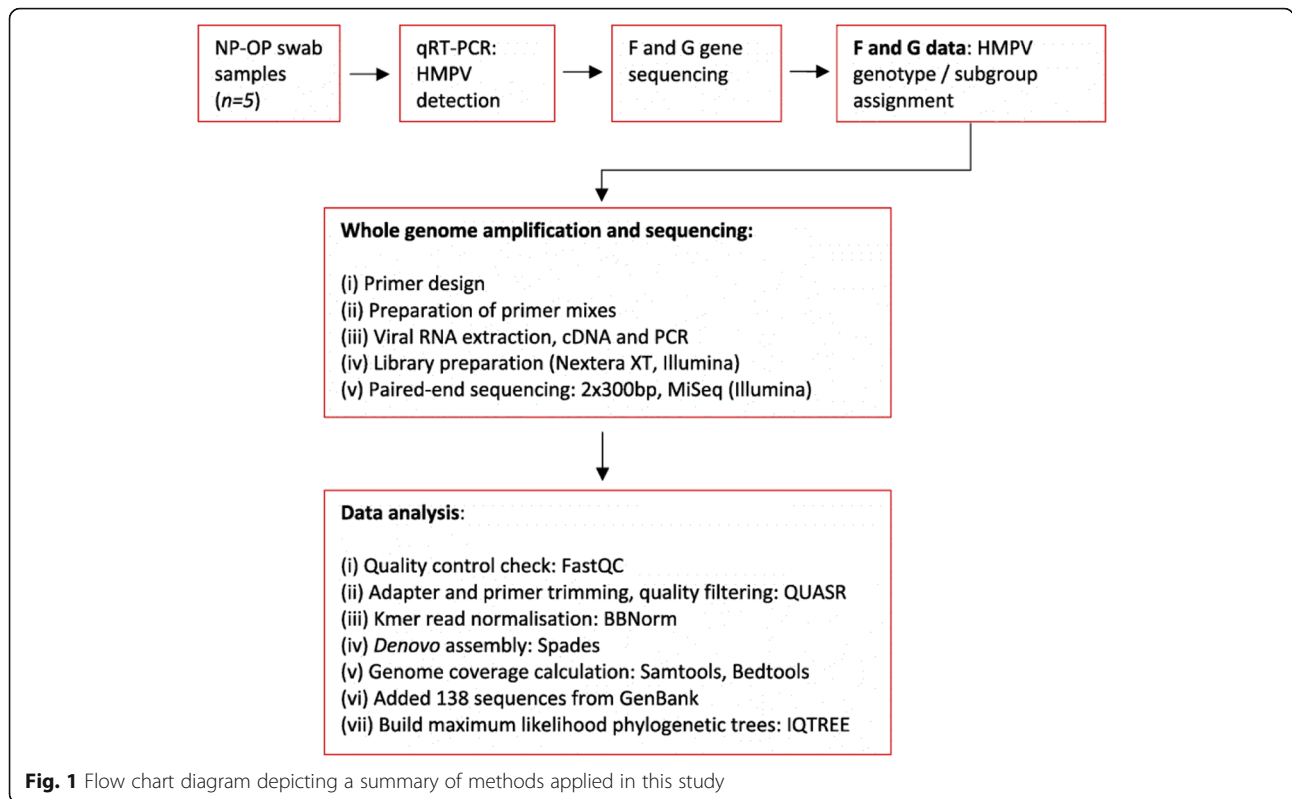 NP-OP swab
samples
(n=5)
qRT-PCR:
HMPV
detection
F and G gene
sequencing
F and G data: HMPV
genotype / subgroup
assignment
Whole genome amplification and sequencing:
(i) Primer design
(ii) Preparation of primer mixes
(iii) Viral RNA extraction, cDNA and PCR
(iv) Library preparation (Nextera XT, Illumina)
(v) Paired-end sequencing: 2x300bp, MiSeq (Illumina)
Data analysis:
(i) Quality control check: FastQC
(ii) Adapter and primer trimming, quality filtering: QUASR
(iii) Kmer read normalisation: BBNorm
(iv) Denovo assembly: Spades
(v) Genome coverage calculation: Samtools, Bedtools
(vi) Added 138 sequences from GenBank
(vii) Build maximum likelihood phylogenetic trees: IQTREE
Fig. 1 Flow chart diagram depicting a summary of methods applied in this study